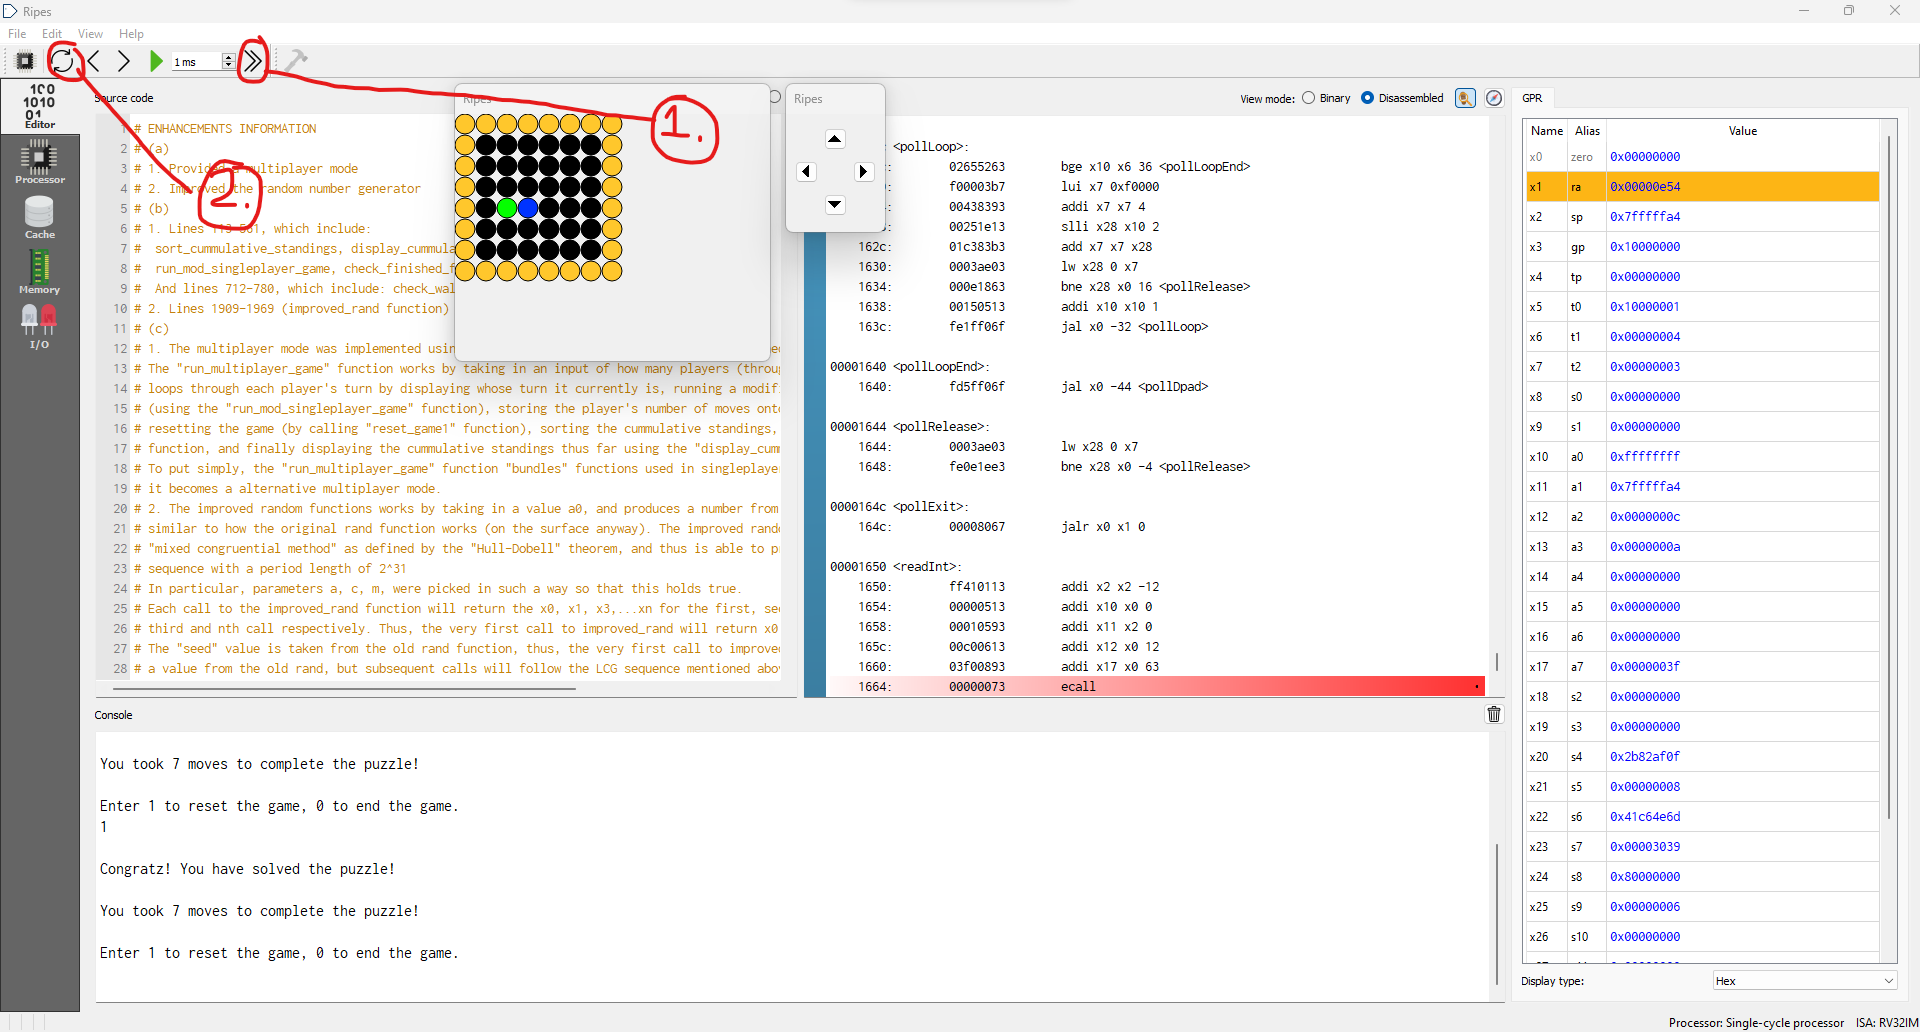 Ripes
File Edit View Help
1 ms
Editor
Processor
Cache
Memory
I/O
Source code
1 # ENHANCEMENTS INFORMATION
2 # (a)
3 # 1. Provided a multiplayer mode
4 # 2. Improved the random number generator
5 # (b)
6 # 1. Lines 113-561, which include:
7 #  sort_cummulative_standings, display_cummula
8 #  run_mod_singleplayer_game, check_finished_f
9 #  And lines 712-780, which include: check_wal
10 # 2. Lines 1909-1969 (improved_rand function)
11 # (c)
12 # 1. The multiplayer mode was implemented usin
13 # The "run_multiplayer_game" function works by taking in an input of how many players (throug
14 # loops through each player's turn by displaying whose turn it currently is, running a modifi
15 # (using the "run_mod_singleplayer_game" function), storing the player's number of moves onto
16 # resetting the game (by calling "reset_game1" function), sorting the cummulative standings,
17 # function, and finally displaying the cummulative standings thus far using the "display_cumm
18 # To put simply, the "run_multiplayer_game" function "bundles" functions used in singleplayer
19 # it becomes a alternative multiplayer mode.
20 # 2. The improved random functions works by taking in a value a0, and produces a number from
21 # similar to how the original rand function works (on the surface anyway). The improved rando
22 # "mixed congruential method" as defined by the "Hull-Dobell" theorem, and thus is able to p
23 # sequence with a period length of 2^31
24 # In particular, parameters a, c, m, were picked in such a way so that this holds true.
25 # Each call to the improved_rand function will return the x0, x1, x3,...xn for the first, sec
26 # third and nth call respectively. Thus, the very first call to improved_rand will return x0
27 # The "seed" value is taken from the old rand function, thus, the very first call to improve
28 # a value from the old rand, but subsequent calls will follow the LCG sequence mentioned abov
Ripes
Ripes
1.
2.
View mode: Binary Disassembled
<pollLoop>:
02655263 bge x10 x6 36 <pollLoopEnd>
f00003b7 lui x7 0xf0000
00438393 addi x7 x7 4
00251e13 slli x28 x10 2
162c: 01c383b3 add x7 x7 x28
1630: 0003ae03 lw x28 0 x7
1634: 000e1863 bne x28 x0 16 <pollRelease>
1638: 00150513 addi x10 x10 1
163c: fe1ff06f jal x0 -32 <pollLoop>
00001640 <pollLoopEnd>:
1640: fd5ff06f jal x0 -44 <pollDpad>
00001644 <pollRelease>:
1644: 0003ae03 lw x28 0 x7
1648: fe0e1ee3 bne x28 x0 -4 <pollRelease>
0000164c <pollExit>:
164c: 00008067 jalr x0 x1 0
00001650 <readInt>:
1650: ff410113 addi x2 x2 -12
1654: 00000513 addi x10 x0 0
1658: 00010593 addi x11 x2 0
165c: 00c00613 addi x12 x0 12
1660: 03f00893 addi x17 x0 63
1664: 00000073 ecall
GPR
Name Alias Value
x0 zero 0x00000000
x1 ra 0x00000e54
x2 sp 0x7fffffa4
x3 gp 0x10000000
x4 tp 0x00000000
x5 t0 0x10000001
x6 t1 0x00000004
x7 t2 0x00000003
x8 s0 0x00000000
x9 s1 0x00000000
x10 a0 0xffffffff
x11 a1 0x7fffffa4
x12 a2 0x0000000c
x13 a3 0x0000000a
x14 a4 0x00000000
x15 a5 0x00000000
x16 a6 0x00000000
x17 a7 0x0000003f
x18 s2 0x00000000
x19 s3 0x00000000
x20 s4 0x2b82af0f
x21 s5 0x00000008
x22 s6 0x41c64e6d
x23 s7 0x00003039
x24 s8 0x80000000
x25 s9 0x00000006
x26 s10 0x00000000
Display type: Hex
Console
You took 7 moves to complete the puzzle!
Enter 1 to reset the game, 0 to end the game.
1
Congratz! You have solved the puzzle!
You took 7 moves to complete the puzzle!
Enter 1 to reset the game, 0 to end the game.
Processor: Single-cycle processor ISA: RV32IM